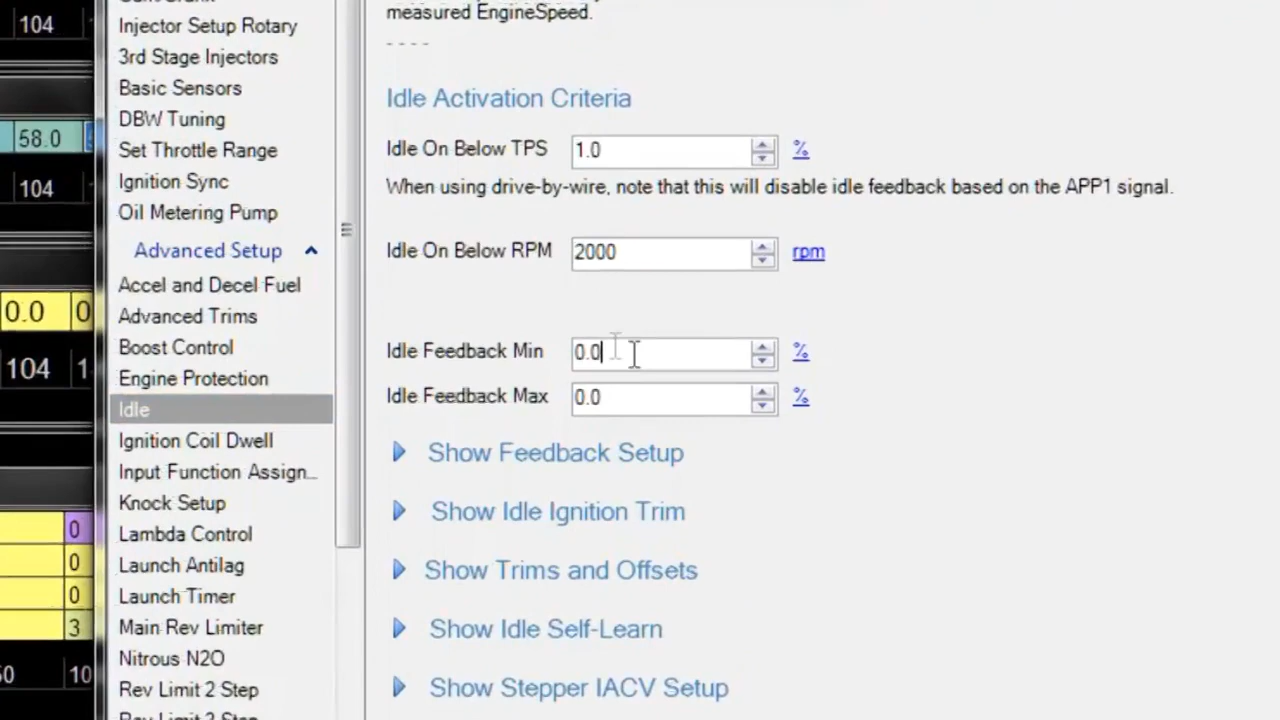 104
58.0
104
0.0
0
104
1
0
0
0
3
50
10
Injector Setup Rotary
3rd Stage Injectors
Basic Sensors
DBW Tuning
Set Throttle Range
Ignition Sync
Oil Metering Pump
Advanced Setup
Accel and Decel Fuel
Advanced Trims
Boost Control
Engine Protection
Idle
Ignition Coil Dwell
Input Function Assign...
Knock Setup
Lambda Control
Launch Antilag
Launch Timer
Main Rev Limiter
Nitrous N2O
Rev Limit 2 Step
measured EngineSpeed.
- - - -
Idle Activation Criteria
Idle On Below TPS 1.0 %
When using drive-by-wire, note that this will disable idle feedback based on the APP1 signal.
Idle On Below RPM 2000 rpm
Idle Feedback Min 0.0 %
Idle Feedback Max 0.0 %
Show Feedback Setup
Show Idle Ignition Trim
Show Trims and Offsets
Show Idle Self-Learn
Show Stepper IACV Setup